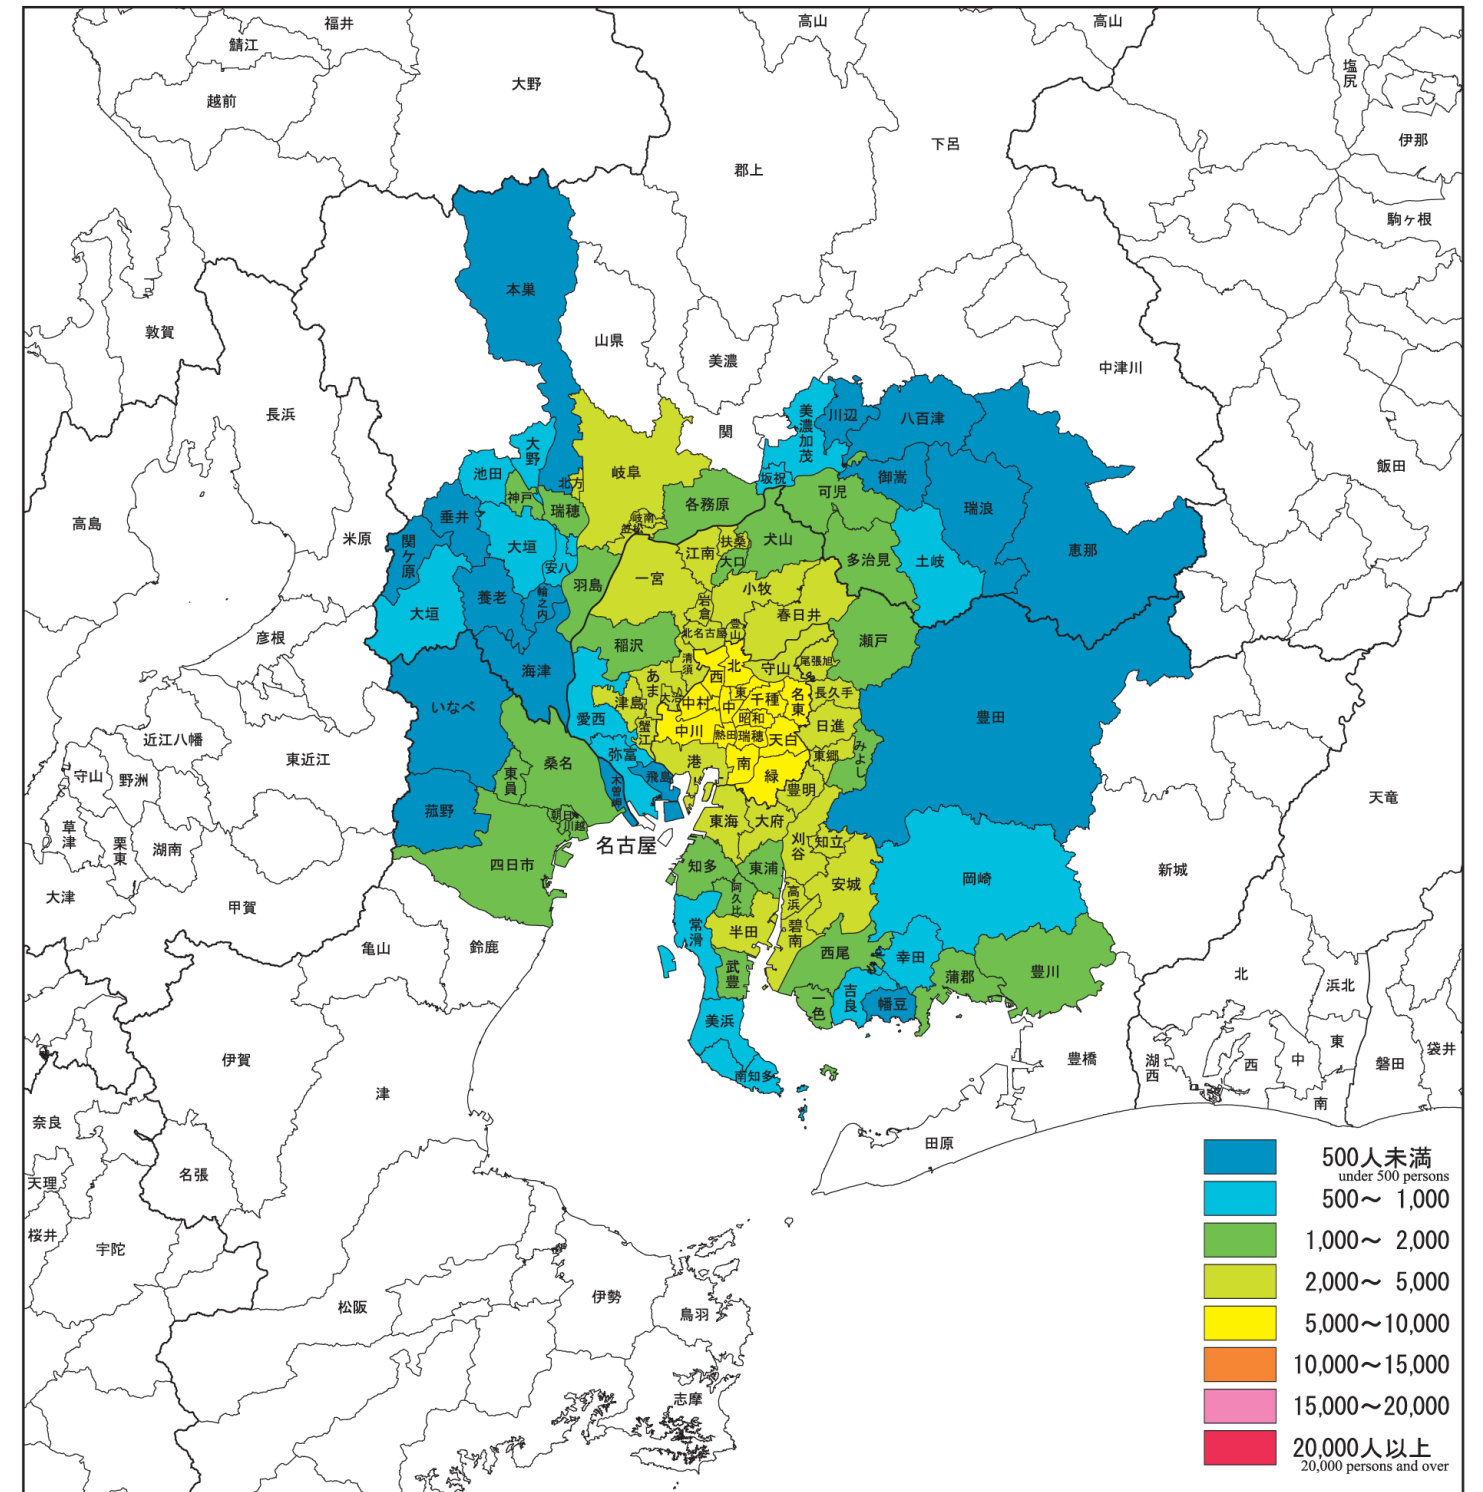 福井
高山
高山
鯖江
大野
越前
塩尻
伊那
下呂
郡上
駒ヶ根
本巣
敦賀
山県
美濃
中津川
長浜
美濃加茂
川辺
八百津
関
大野
飯田
池田
岐阜
坂祝
御嵩
北方
可児
神戸
各務原
瑞穂
瑞浪
高島
垂井
岐南
笠松
米原
関ケ原
大垣
江南
扶桑
犬山
恵那
安八
大口
多治見
土岐
一宮
羽島
小牧
養老
輪之内
岩倉
春日井
大垣
豊山
北名古屋
彦根
稲沢
瀬戸
海津
清須
西
北
守山
尾張旭
あま
大治
中村
東
千種
名東
長久手
いなべ
津島
中
昭和
愛西
蟹江
中川
熱田
瑞穂
天白
日進
豊田
近江八幡
東近江
弥富
東郷
みよし
桑名
港
南
緑
守山
野洲
東員
木曽岬
飛島
豊明
天竜
菰野
朝日
川越
東海
大府
刈谷
知立
草津
栗東
湖南
名古屋
四日市
知多
東浦
新城
大津
阿久比
高浜
安城
岡崎
甲賀
常滑
半田
碧南
亀山
鈴鹿
西尾
幸田
武豊
蒲郡
豊川
北
浜北
一色
吉良
幡豆
美浜
東
袋井
伊賀
豊橋
湖西
西
中
磐田
南知多
津
南
奈良
田原
名張
天理
桜井
宇陀
伊勢
松阪
鳥羽
志摩
500人未満
under 500 persons
500～ 1,000
1,000～ 2,000
2,000～ 5,000
5,000～10,000
10,000～15,000
15,000～20,000
20,000人以上
20,000 persons and over